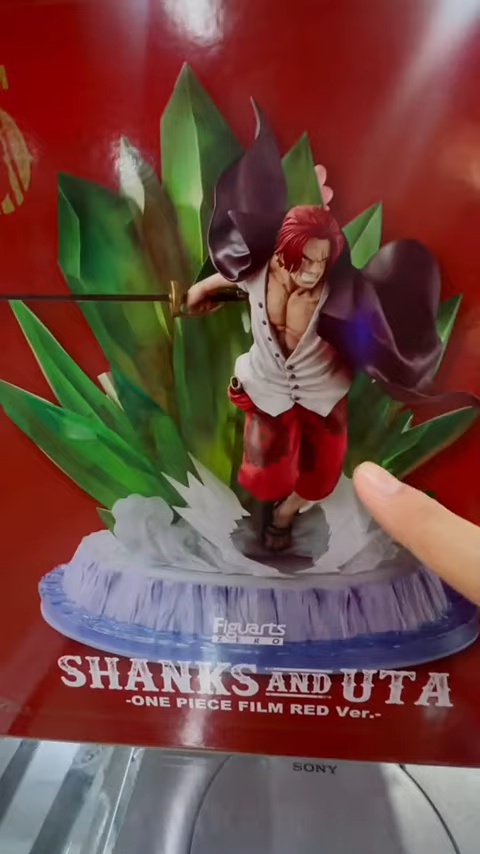 Figuarts
ZERO
SHANKS AND UTA
-ONE PIECE FILM RED Ver.-
SONY